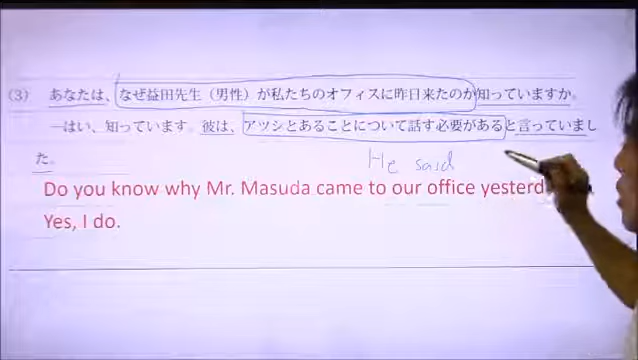 (3) あなたは、なぜ益田先生（男性）が私たちのオフィスに昨日来たのか知っていますか。
―はい、知っています。彼は、アツシとあることについて話す必要があると言っていまし
た。
He said
Do you know why Mr. Masuda came to our office yesterd
Yes, I do.